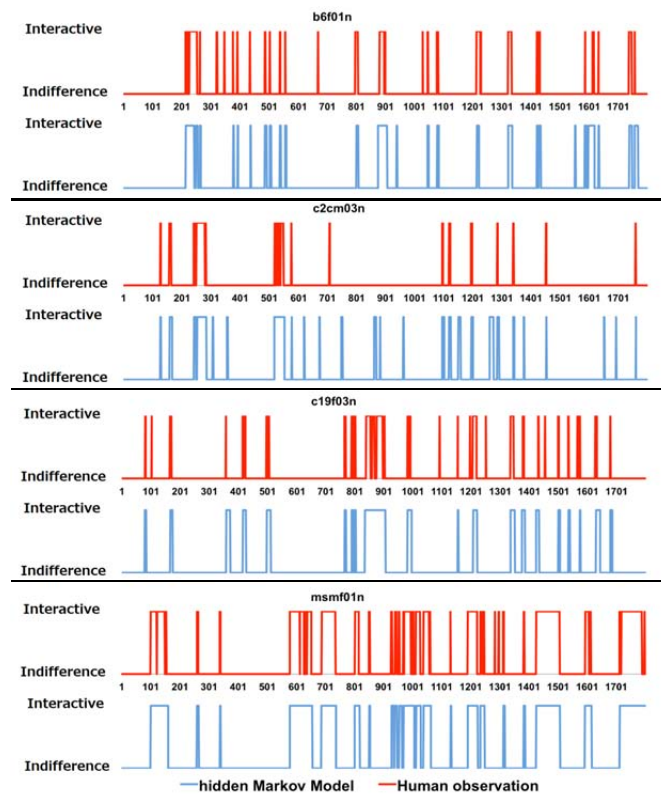 b6f01n
Interactive
Indifference
1 101 201 301 401 501 601 701 801 901 1001 1101 1201 1301 1401 1501 1601 1701
Interactive
Indifference
c2cm03n
Interactive
Indifference
1 101 201 301 401 501 601 701 801 901 1001 1101 1201 1301 1401 1501 1601 1701
Interactive
Indifference
c19f03n
Interactive
Indifference
1 101 201 301 401 501 601 701 801 901 1001 1101 1201 1301 1401 1501 1601 1701
Interactive
Indifference
msmf01n
Interactive
Indifference
1 101 201 301 401 501 601 701 801 901 1001 1101 1201 1301 1401 1501 1601 1701
Interactive
Indifference
hidden Markov Model Human observation